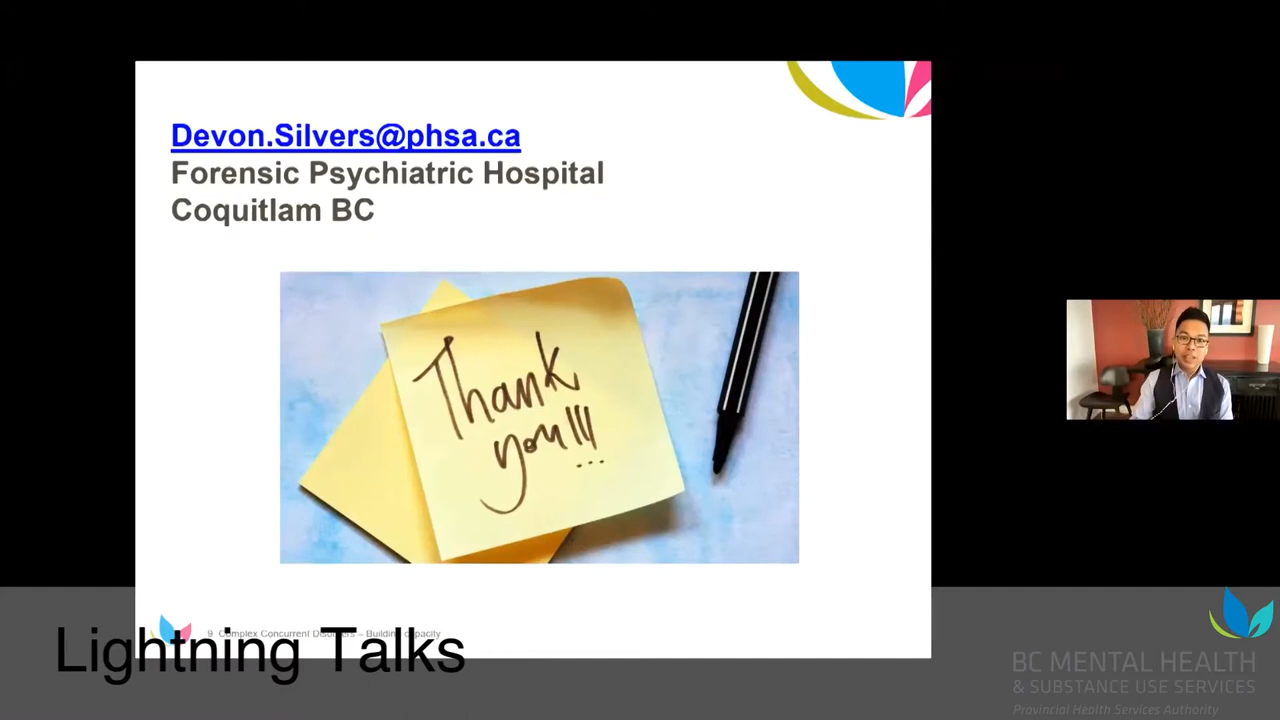 Devon.Silvers@phsa.ca
Forensic Psychiatric Hospital
Coquitlam BC
Thank
you!!!
9 Complex Concurrent Disorders – Building capacity
Lightning Talks
BC MENTAL HEALTH
& SUBSTANCE USE SERVICES
Provincial Health Services Authority